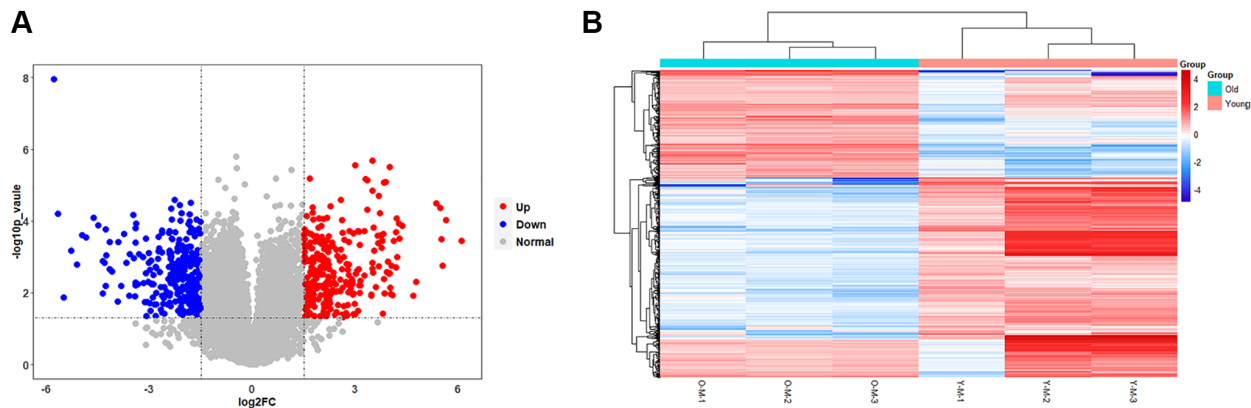 A
8
6
4
2
0
-log10p_vaule
-6
-3
0
3
6
log2FC
Up
Down
Normal
B
Group
4
2
0
-2
-4
Group
Old
Young
O-M-1
O-M-2
O-M-3
Y-M-1
Y-M-2
Y-M-3